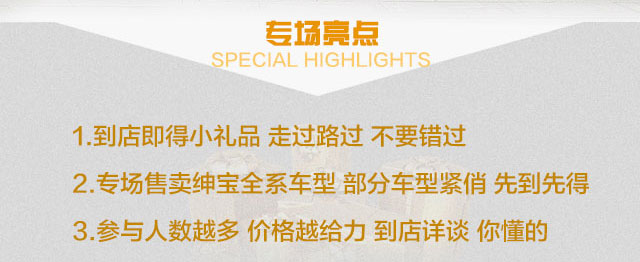 专场亮点
SPECIAL HIGHLIGHTS
1.到店即得小礼品 走过路过 不要错过
2.专场售卖绅宝全系车型 部分车型紧俏 先到先得
3.参与人数越多 价格越给力 到店详谈 你懂的